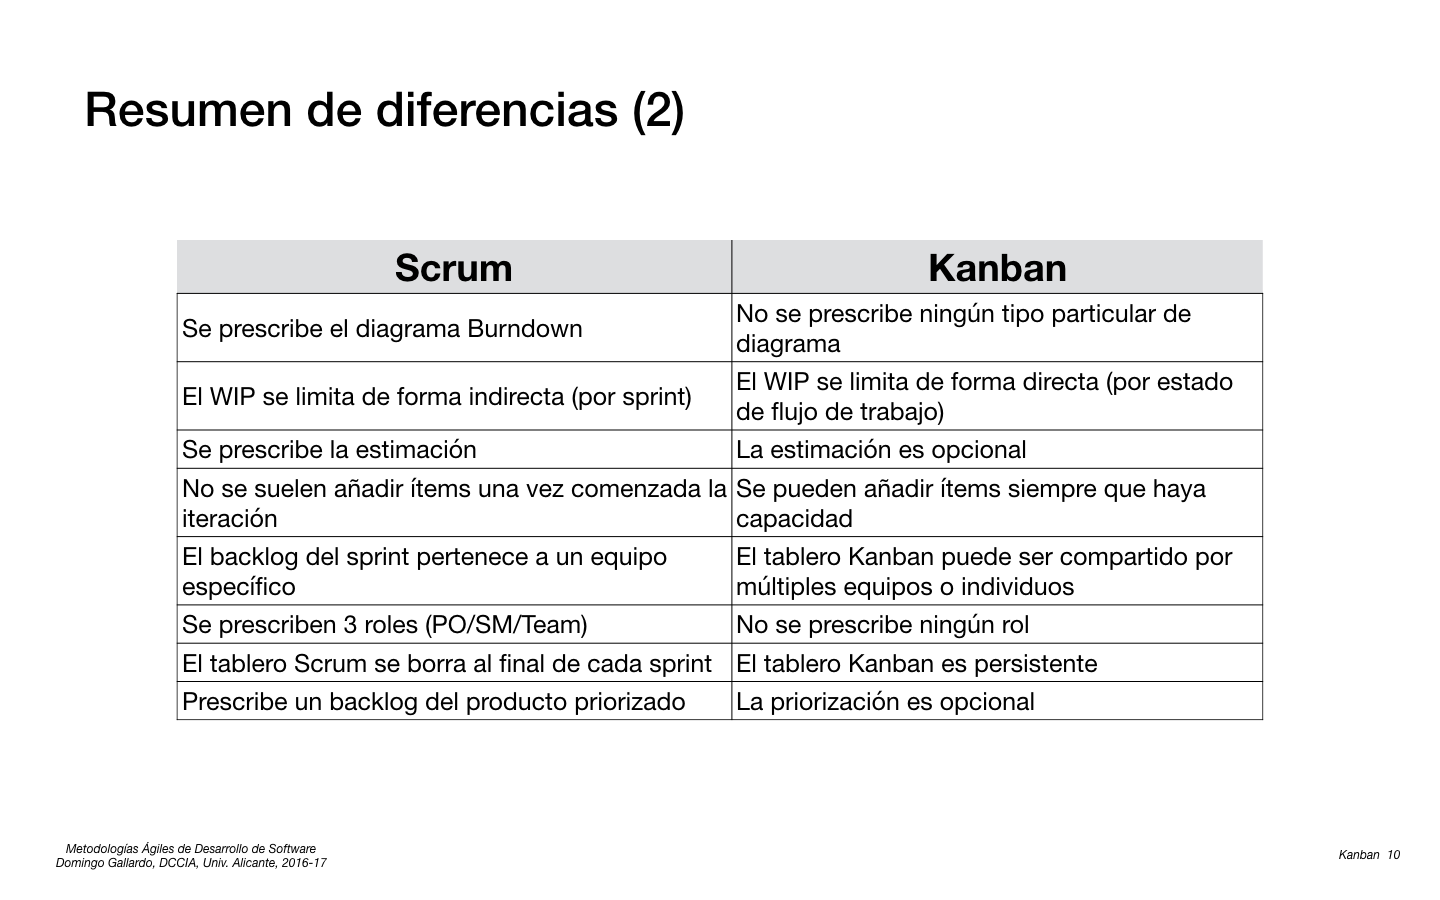 Resumen de diferencias (2)
Scrum
Kanban
Se prescribe el diagrama Burndown
No se prescribe ningún tipo particular de
diagrama
El WIP se limita de forma indirecta (por sprint)
El WIP se limita de forma directa (por estado
de flujo de trabajo)
Se prescribe la estimación
La estimación es opcional
No se suelen añadir ítems una vez comenzada la
iteración
Se pueden añadir ítems siempre que haya
capacidad
El backlog del sprint pertenece a un equipo
específico
El tablero Kanban puede ser compartido por
múltiples equipos o individuos
Se prescriben 3 roles (PO/SM/Team)
No se prescribe ningún rol
El tablero Scrum se borra al final de cada sprint
El tablero Kanban es persistente
Prescribe un backlog del producto priorizado
La priorización es opcional
Metodologías Ágiles de Desarrollo de Software
Domingo Gallardo, DCCIA, Univ. Alicante, 2016-17
Kanban 10